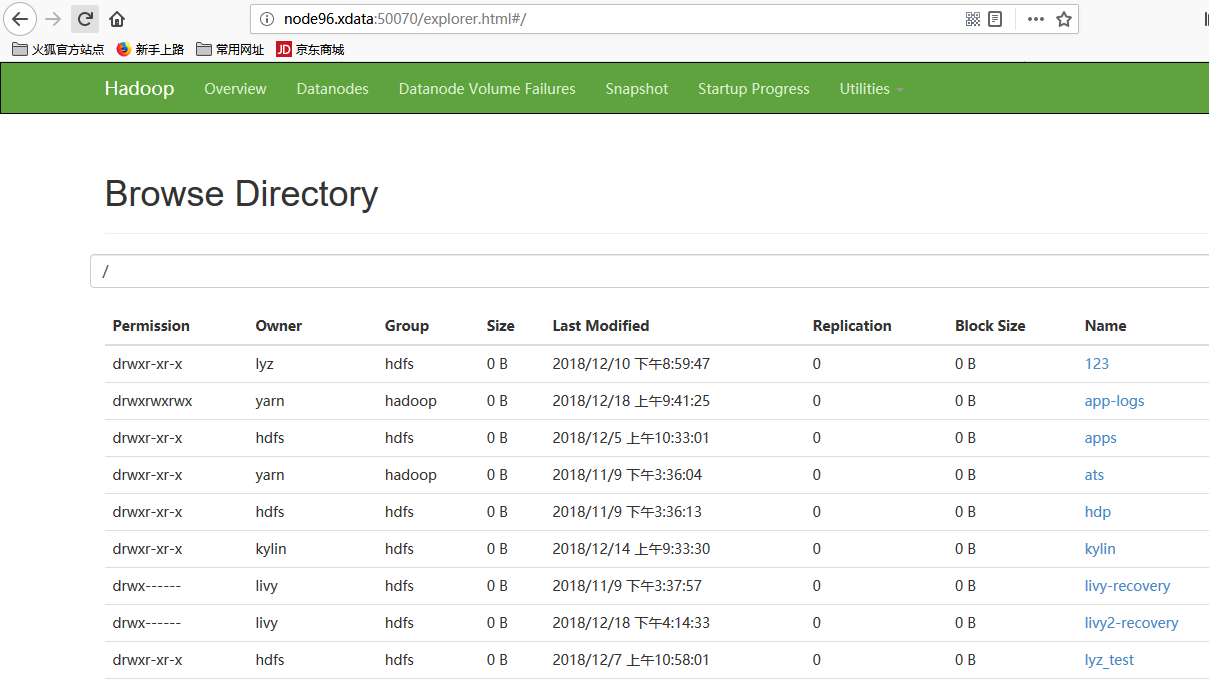 node96.xdata:50070/explorer.html#/
火狐官方站点 新手上路 常用网址 JD 京东商城
Hadoop Overview Datanodes Datanode Volume Failures Snapshot Startup Progress Utilities
Browse Directory
/
Permission Owner Group Size Last Modified Replication Block Size Name
drwxr-xr-x lyz hdfs 0 B 2018/12/10 下午8:59:47 0 0 B 123
drwxrwxrwx yarn hadoop 0 B 2018/12/18 上午9:41:25 0 0 B app-logs
drwxr-xr-x hdfs hdfs 0 B 2018/12/5 上午10:33:01 0 0 B apps
drwxr-xr-x yarn hadoop 0 B 2018/11/9 下午3:36:04 0 0 B ats
drwxr-xr-x hdfs hdfs 0 B 2018/11/9 下午3:36:13 0 0 B hdp
drwxr-xr-x kylin hdfs 0 B 2018/12/14 上午9:33:30 0 0 B kylin
drwx------ livy hdfs 0 B 2018/11/9 下午3:37:57 0 0 B livy-recovery
drwx------ livy hdfs 0 B 2018/12/18 下午4:14:33 0 0 B livy2-recovery
drwxr-xr-x hdfs hdfs 0 B 2018/12/7 上午10:58:01 0 0 B lyz_test